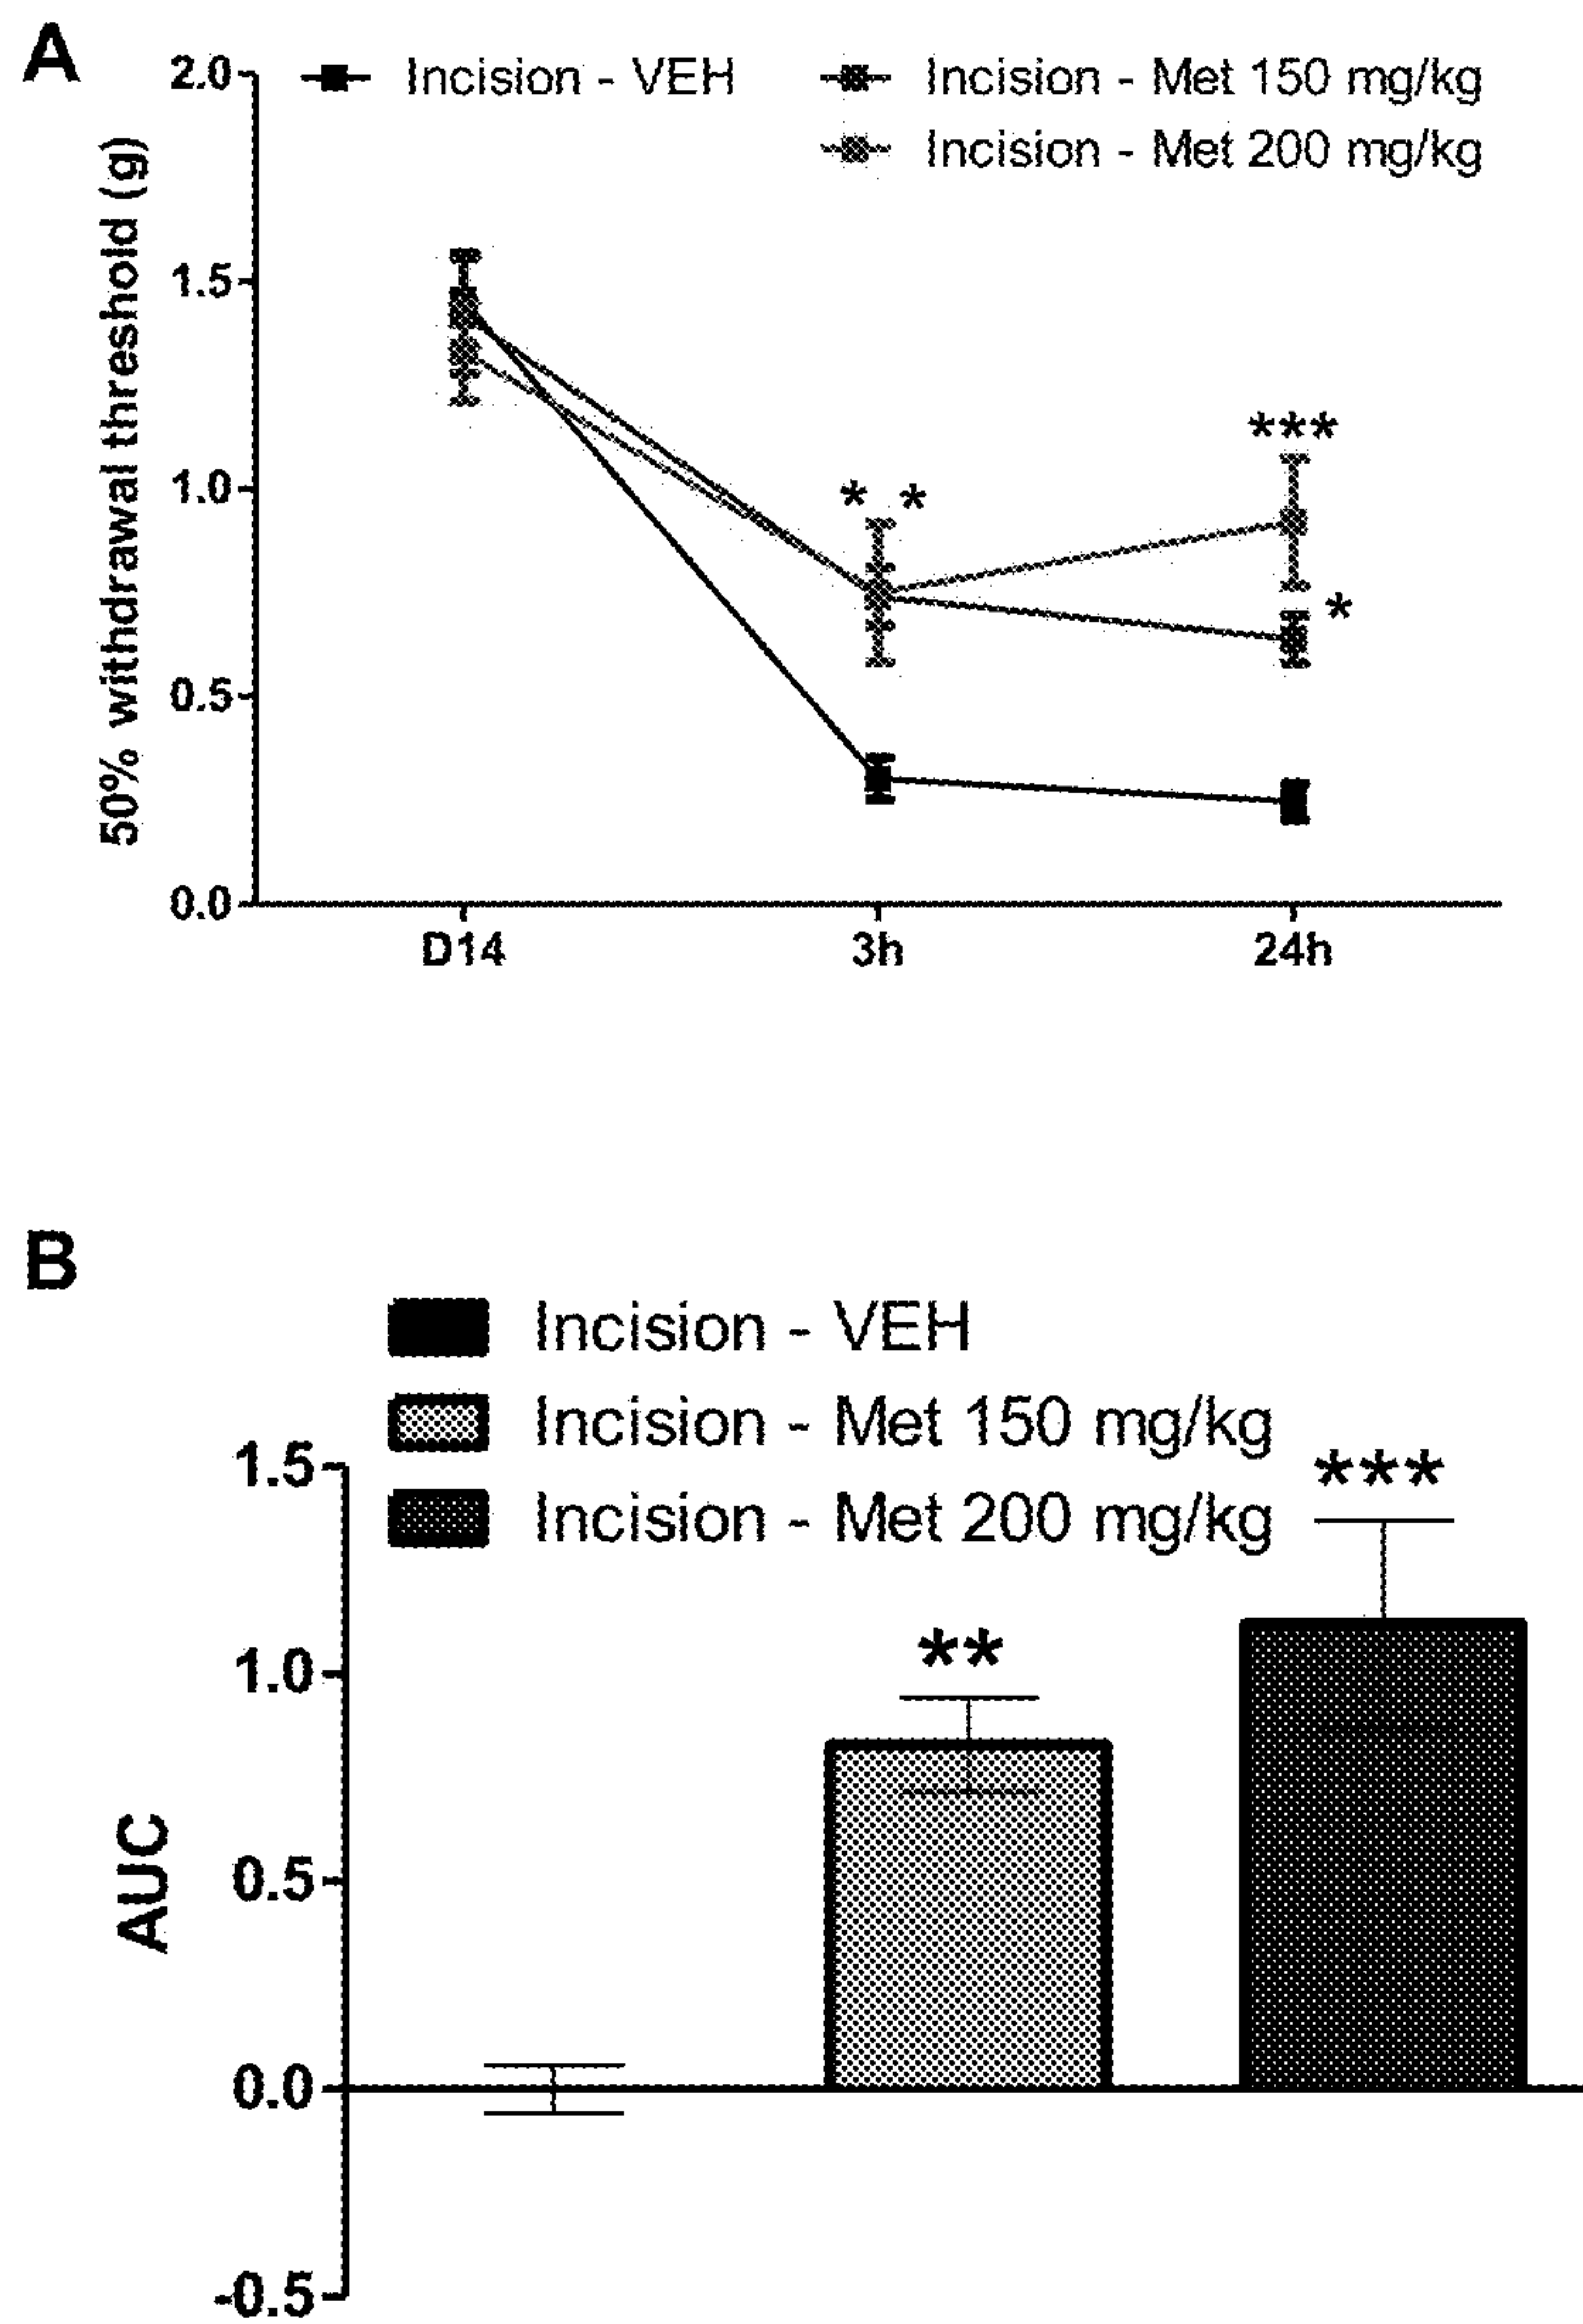 A
2.0
Incision - VEH
Incision - Met 150 mg/kg
Incision - Met 200 mg/kg
50% withdrawal threshold (g)
1.5
***
1.0
* *
*
0.5
0.0
D14 3h 24h
B
Incision - VEH
Incision - Met 150 mg/kg
1.5
***
Incision - Met 200 mg/kg
**
1.0
AUC
0.5
0.0
-0.5